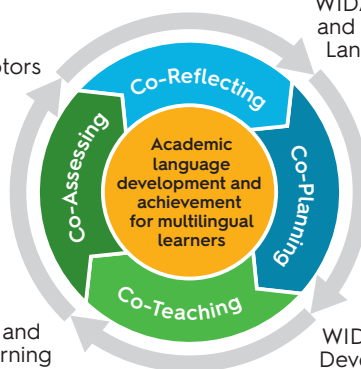 WIDA
and
Lan
tors
Co-Reflecting
Co-Assessing
Academic
language
development and
achievement
for multilingual
learners
Co-Planning
Co-Teaching
and
rning
WID
Deve